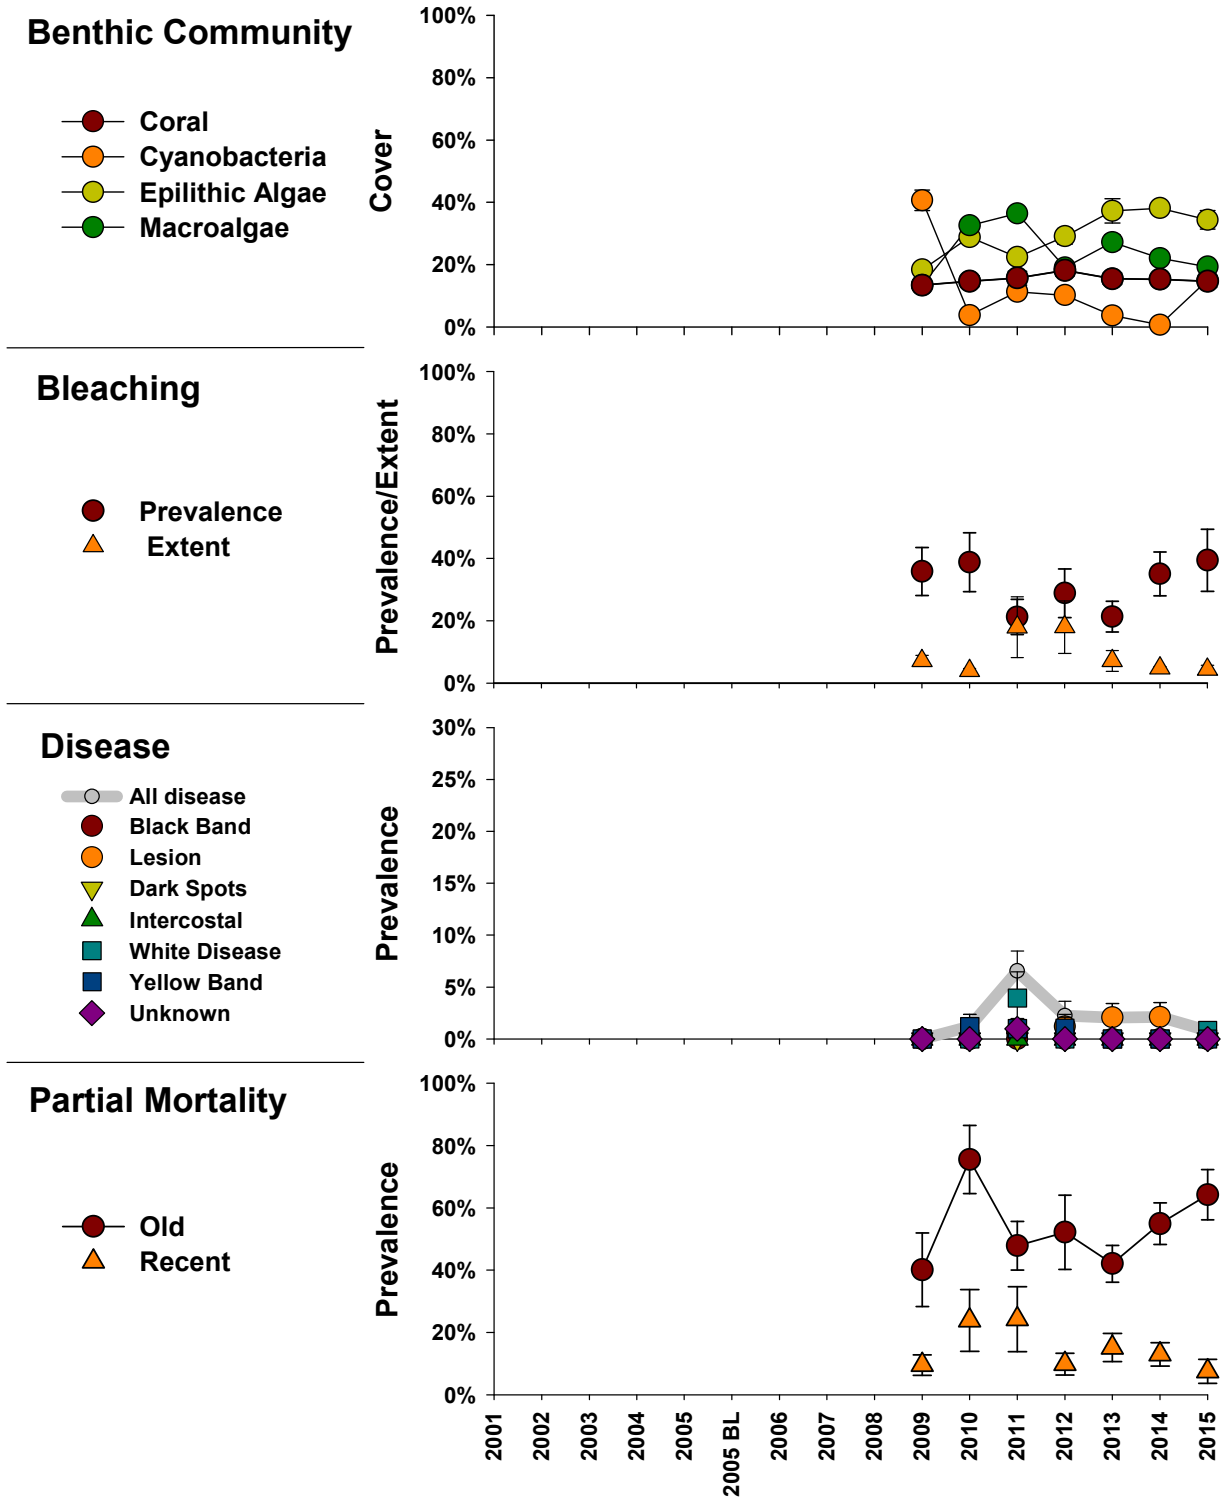 Benthic Community
Coral
Cyanobacteria
Epilithic Algae
Macroalgae
Cover
100%
80%
60%
40%
20%
0%
Bleaching
Prevalence
Extent
Prevalence/Extent
100%
80%
60%
40%
20%
0%
Disease
All disease
Black Band
Lesion
Dark Spots
Intercostal
White Disease
Yellow Band
Unknown
Prevalence
30%
25%
20%
15%
10%
5%
0%
Partial Mortality
Old
Recent
Prevalence
100%
80%
60%
40%
20%
0%
2001
2002
2003
2004
2005
2005 BL
2006
2007
2008
2009
2010
2011
2012
2013
2014
2015